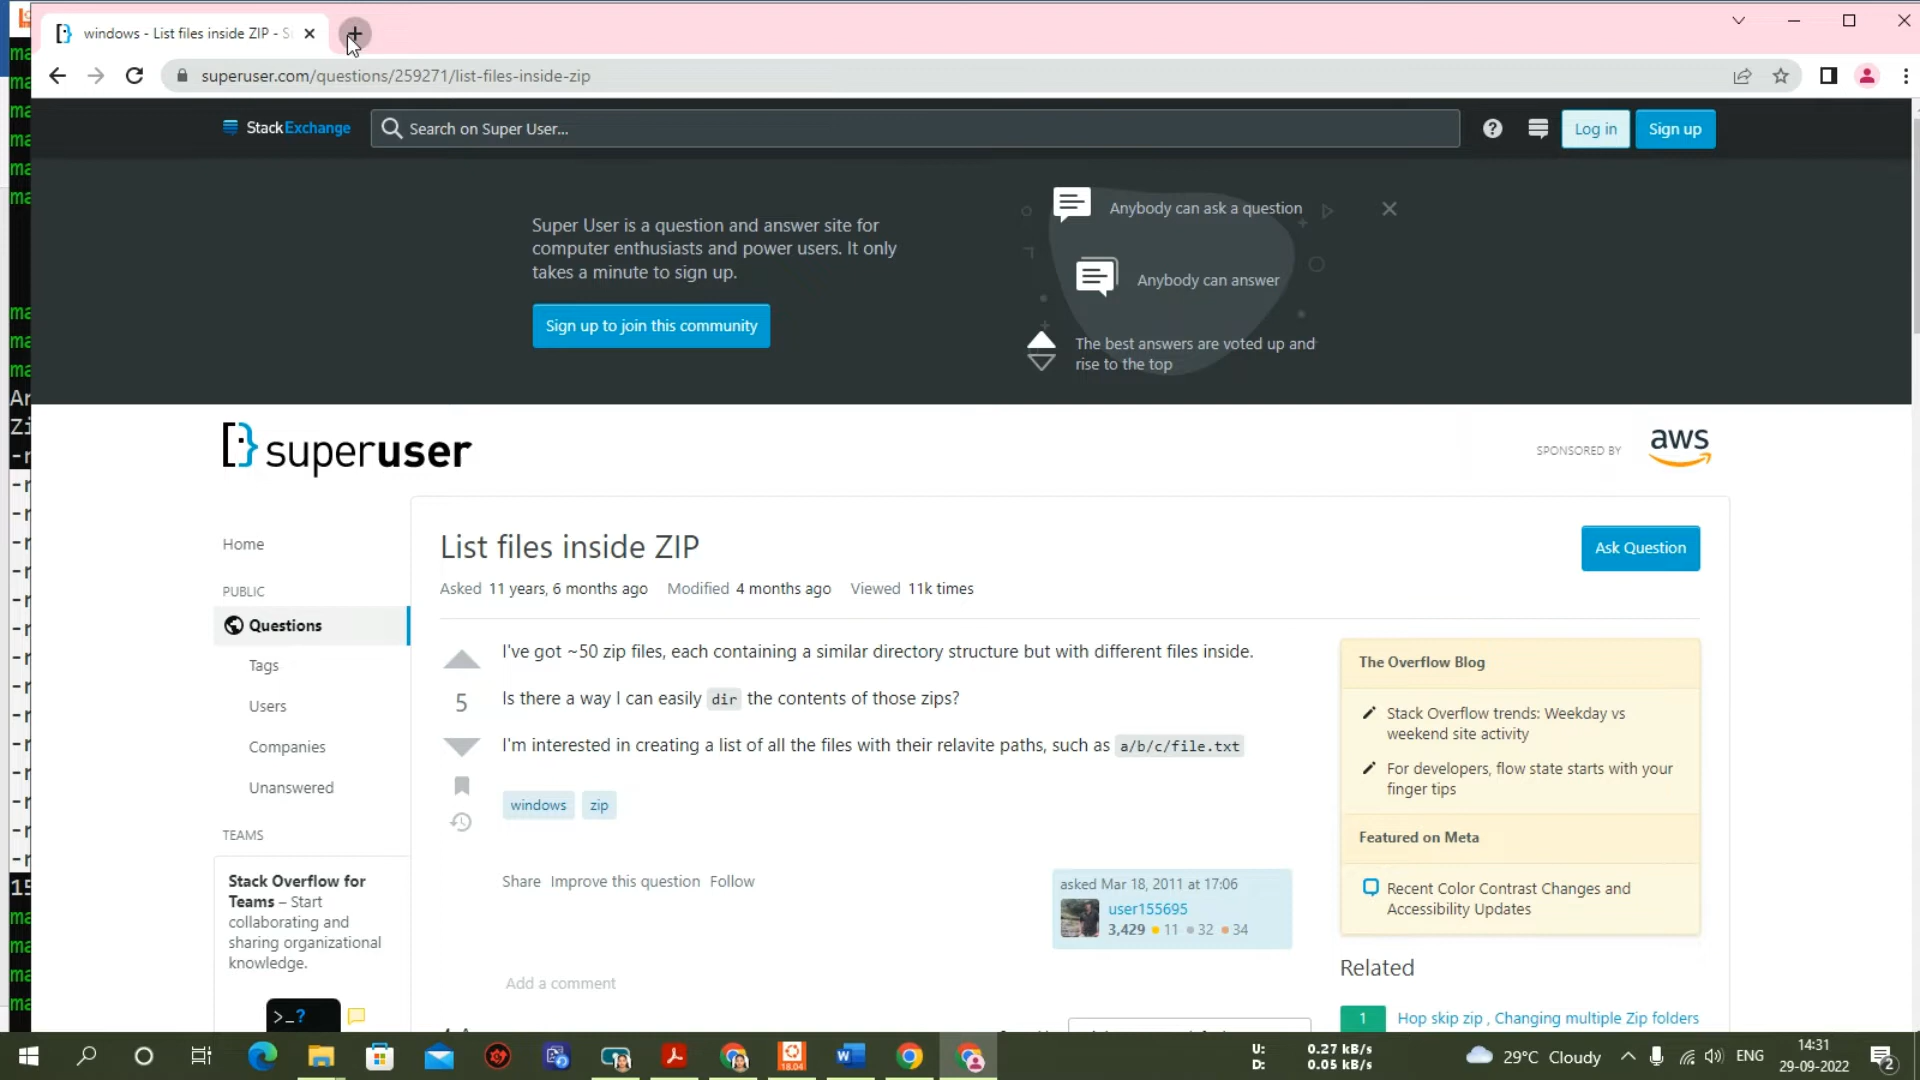 windows - List files inside ZIP - S
superuser.com/questions/259271/list-files-inside-zip
StackExchange
Search on Super User...
Log in
Sign up
Super User is a question and answer site for
computer enthusiasts and power users. It only
takes a minute to sign up.
Sign up to join this community
Anybody can ask a question
Anybody can answer
The best answers are voted up and
rise to the top
superuser
SPONSORED BY
aws
Home
PUBLIC
Questions
Tags
Users
Companies
Unanswered
TEAMS
Stack Overflow for
Teams – Start
collaborating and
sharing organizational
knowledge.
>_?
List files inside ZIP
Ask Question
Asked 11 years, 6 months ago Modified 4 months ago Viewed 11k times
I've got ~50 zip files, each containing a similar directory structure but with different files inside.
5
Is there a way I can easily dir the contents of those zips?
I'm interested in creating a list of all the files with their relavite paths, such as a/b/c/file.txt
windows zip
Share Improve this question Follow
asked Mar 18, 2011 at 17:06
user155695
3,429 11 32 34
Add a comment
The Overflow Blog
Stack Overflow trends: Weekday vs
weekend site activity
For developers, flow state starts with your
finger tips
Featured on Meta
Recent Color Contrast Changes and
Accessibility Updates
Related
1 Hop skip zip , Changing multiple Zip folders
18.04
U: 0.27 kB/s
D: 0.05 kB/s
29°C Cloudy
ENG
14:31
29-09-2022
2